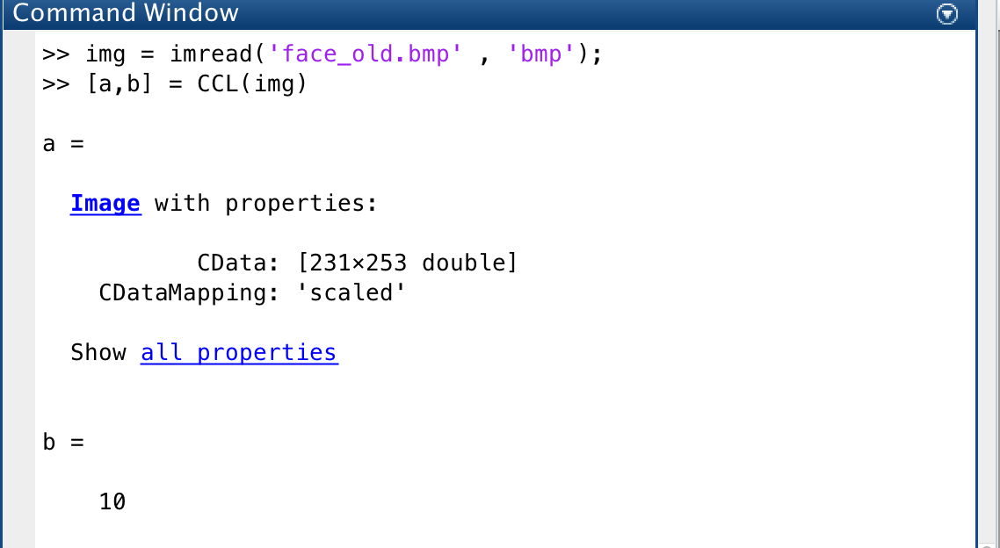 Command Window
>> img = imread('face_old.bmp' , 'bmp');
>> [a,b] = CCL(img)
a =
Image with properties:
CData: [231×253 double]
CDataMapping: 'scaled'
Show all properties
b =
10